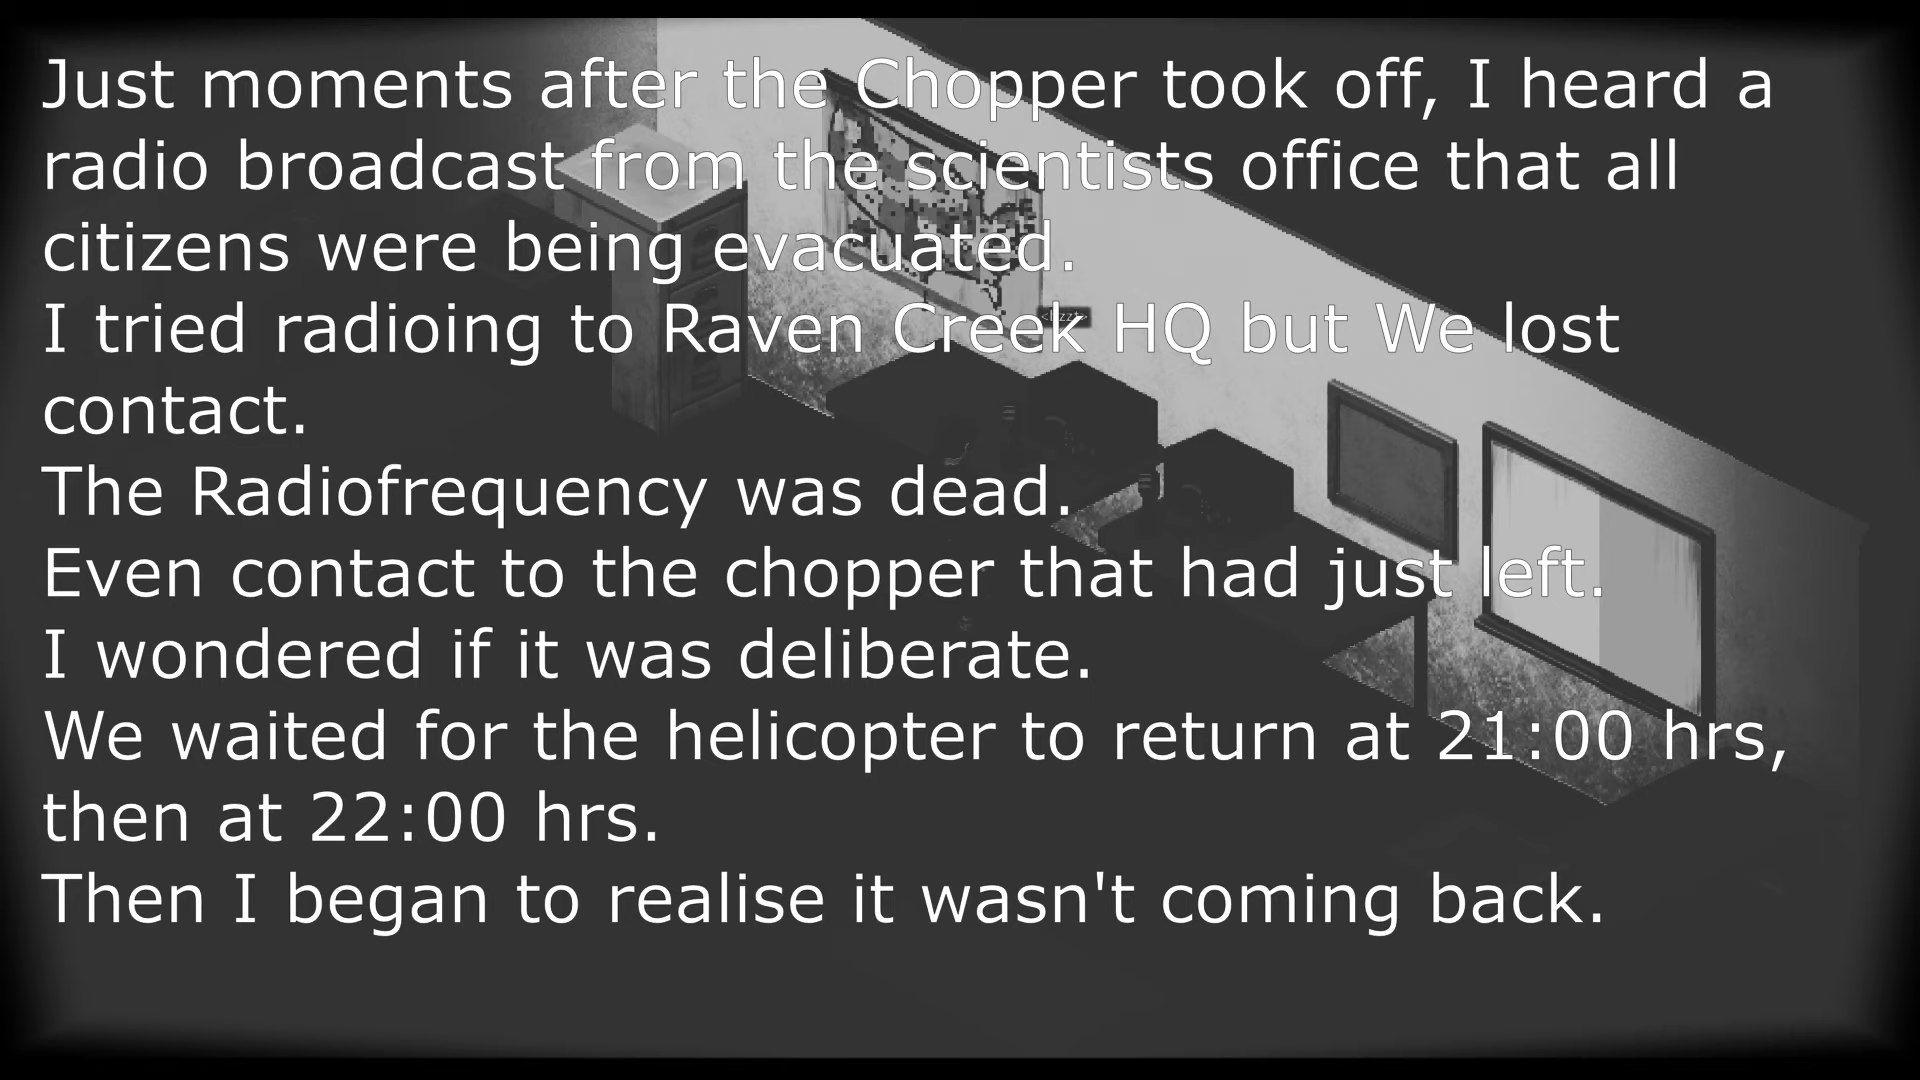 Just moments after the Chopper took off, I heard a
radio broadcast from the scientists office that all
citizens were being evacuated.
I tried radioing to Raven Creek HQ but We lost
contact.
The Radiofrequency was dead.
Even contact to the chopper that had just left.
I wondered if it was deliberate.
We waited for the helicopter to return at 21:00 hrs,
then at 22:00 hrs.
Then I began to realise it wasn't coming back.
<bzzt>